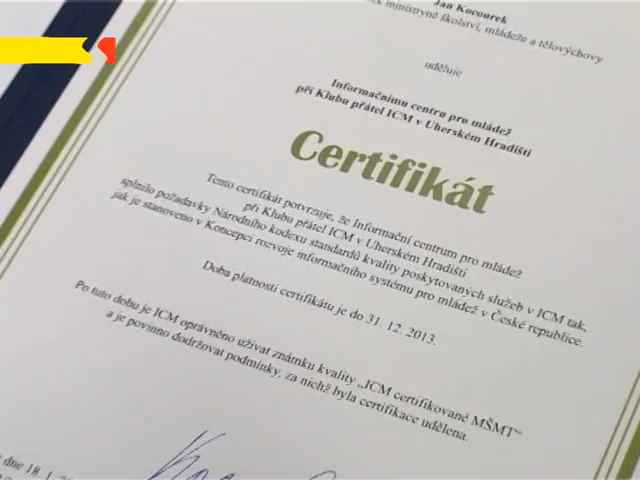 Jan Kocourek
ministryně školství, mládeže a tělovýchovy
uděluje
Informačnímu centru pro mládež
při Klubu přátel ICM v Uherském Hradišti
Certifikát
Tento certifikát potvrzuje, že Informační centrum pro mládež
při Klubu přátel ICM v Uherském Hradišti
splnilo požadavky Národního kodexu standardů kvality poskytovaných služeb v ICM tak,
jak je stanoveno v Koncepci rozvoje informačního systému pro mládež v České republice.
Doba platnosti certifikátu je do 31. 12. 2013.
Po tuto dobu je ICM oprávněno užívat známku kvality „ICM certifikované MŠMT“
a je povinno dodržovat podmínky, za nichž byla certifikace udělena.
dne 18. 1.